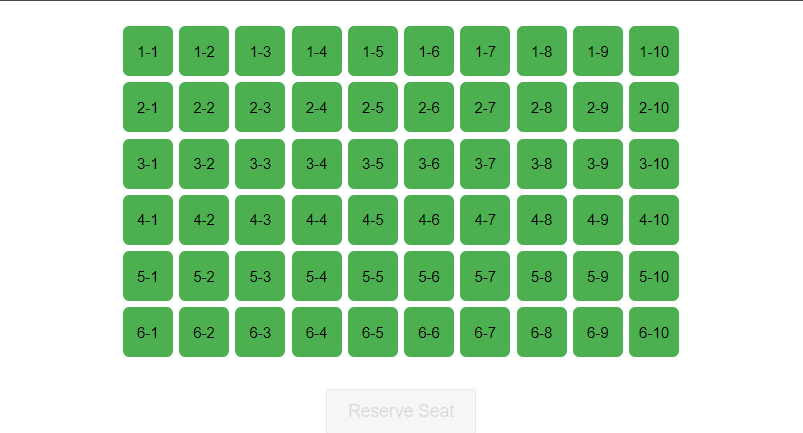 1-1 1-2 1-3 1-4 1-5 1-6 1-7 1-8 1-9 1-10
2-1 2-2 2-3 2-4 2-5 2-6 2-7 2-8 2-9 2-10
3-1 3-2 3-3 3-4 3-5 3-6 3-7 3-8 3-9 3-10
4-1 4-2 4-3 4-4 4-5 4-6 4-7 4-8 4-9 4-10
5-1 5-2 5-3 5-4 5-5 5-6 5-7 5-8 5-9 5-10
6-1 6-2 6-3 6-4 6-5 6-6 6-7 6-8 6-9 6-10
Reserve Seat